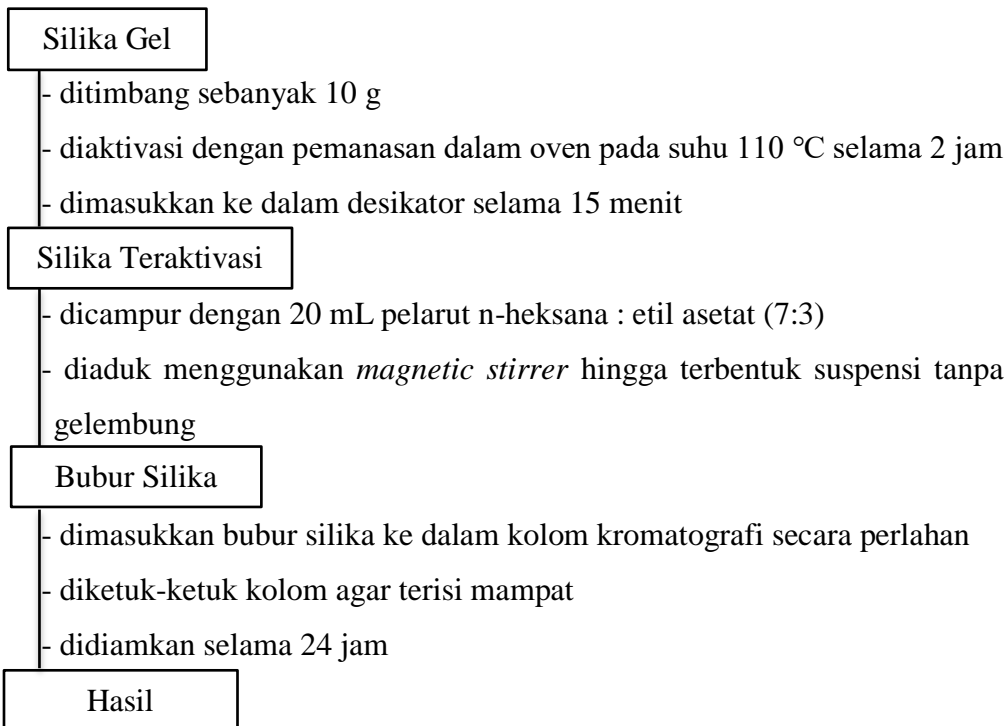 Silika Gel
- ditimbang sebanyak 10 g
- diaktivasi dengan pemanasan dalam oven pada suhu 110 °C selama 2 jam
- dimasukkan ke dalam desikator selama 15 menit
Silika Teraktivasi
- dicampur dengan 20 mL pelarut n-heksana : etil asetat (7:3)
- diaduk menggunakan magnetic stirrer hingga terbentuk suspensi tanpa
gelembung
Bubur Silika
- dimasukkan bubur silika ke dalam kolom kromatografi secara perlahan
- diketuk-ketuk kolom agar terisi mampat
- didiamkan selama 24 jam
Hasil